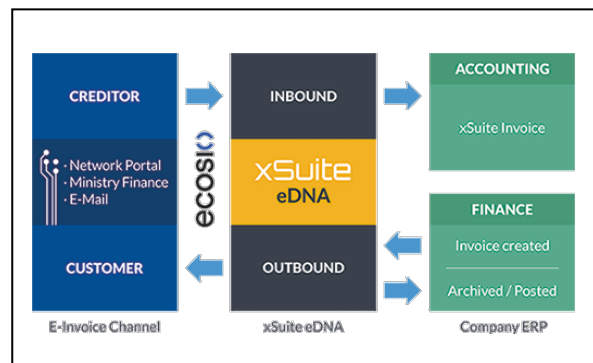 CREDITOR
· Network Portal
· Ministry Finance
· E-Mail
CUSTOMER
E-Invoice Channel
ecosio
INBOUND
xSuite
eDNA
OUTBOUND
xSuite eDNA
ACCOUNTING
xSuite Invoice
FINANCE
Invoice created
Archived / Posted
Company ERP